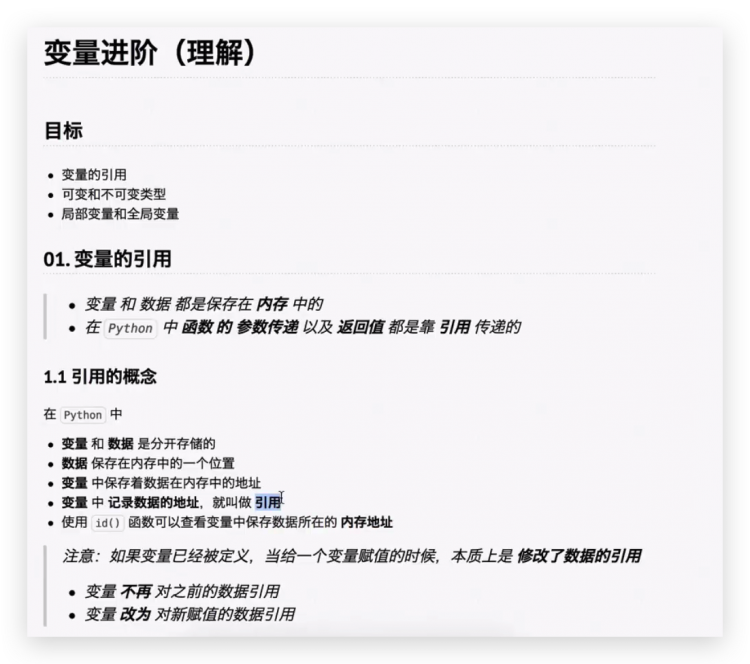 变量进阶（理解）
目标
• 变量的引用
• 可变和不可变类型
• 局部变量和全局变量
01. 变量的引用
• 变量 和 数据 都是保存在 内存 中的
• 在 Python 中 函数 的 参数传递 以及 返回值 都是靠 引用 传递的
1.1 引用的概念
在 Python 中
• 变量 和 数据 是分开存储的
• 数据 保存在内存中的一个位置
• 变量 中保存着数据在内存中的地址
• 变量 中 记录数据的地址，就叫做 引用
• 使用 id() 函数可以查看变量中保存数据所在的 内存地址
注意：如果变量已经被定义，当给一个变量赋值的时候，本质上是 修改了数据的引用
• 变量 不再 对之前的数据引用
• 变量 改为 对新赋值的数据引用